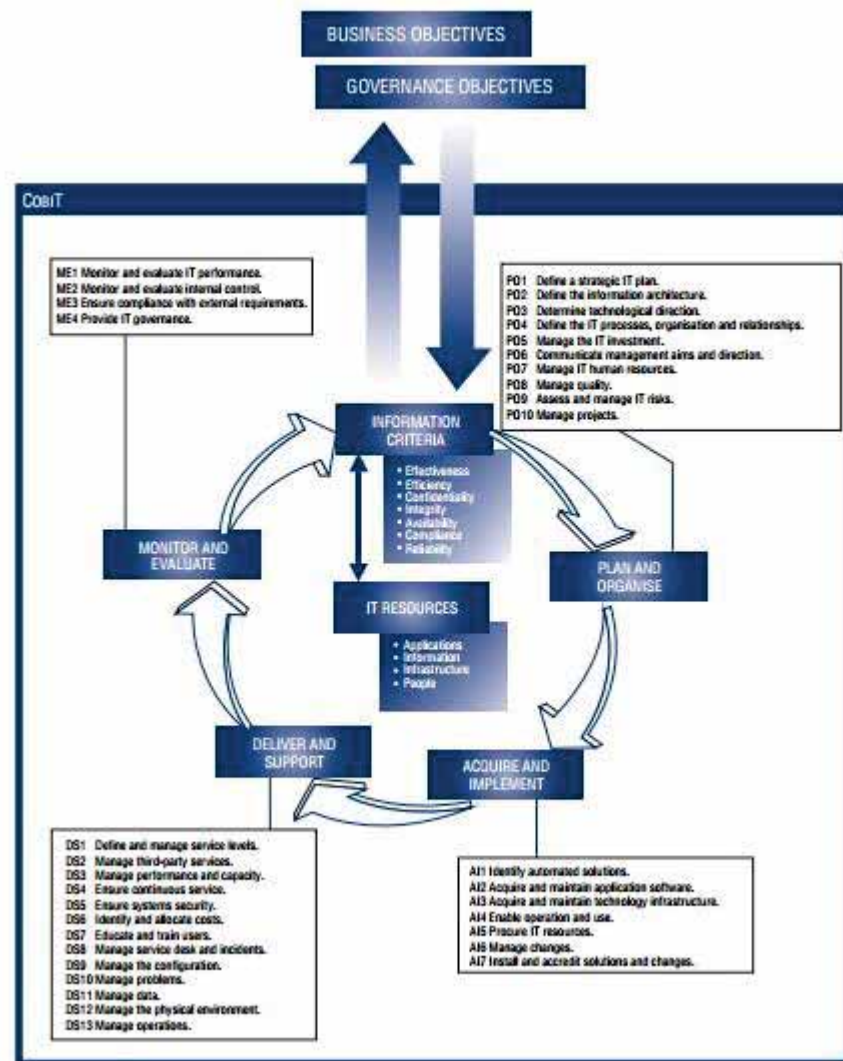 BUSINESS OBJECTIVES
GOVERNANCE OBJECTIVES
COBIT
ME1 Monitor and evaluate IT performance.
ME2 Monitor and evaluate internal control.
ME3 Ensure compliance with external requirements.
ME4 Provide IT governance.
PO1 Define a strategic IT plan.
PO2 Define the information architecture.
PO3 Determine technological direction.
PO4 Define the IT processes, organisation and relationships.
PO5 Manage the IT investment.
PO6 Communicate management aims and direction.
PO7 Manage IT human resources.
PO8 Manage quality.
PO9 Assess and manage IT risks.
PO10 Manage projects.
INFORMATION
CRITERIA
• Effectiveness
• Efficiency
• Confidentiality
• Integrity
• Availability
• Compliance
• Reliability
MONITOR AND
EVALUATE
PLAN AND
ORGANISE
IT RESOURCES
• Applications
• Information
• Infrastructure
• People
DELIVER AND
SUPPORT
ACQUIRE AND
IMPLEMENT
DS1 Define and manage service levels.
DS2 Manage third-party services.
DS3 Manage performance and capacity.
DS4 Ensure continuous service.
DS5 Ensure systems security.
DS6 Identify and allocate costs.
DS7 Educate and train users.
DS8 Manage service desk and incidents.
DS9 Manage the configuration.
DS10 Manage problems.
DS11 Manage data.
DS12 Manage the physical environment.
DS13 Manage operations.
AI1 Identify automated solutions.
AI2 Acquire and maintain application software.
AI3 Acquire and maintain technology infrastructure.
AI4 Enable operation and use.
AI5 Procure IT resources.
AI6 Manage changes.
AI7 Install and accredit solutions and changes.